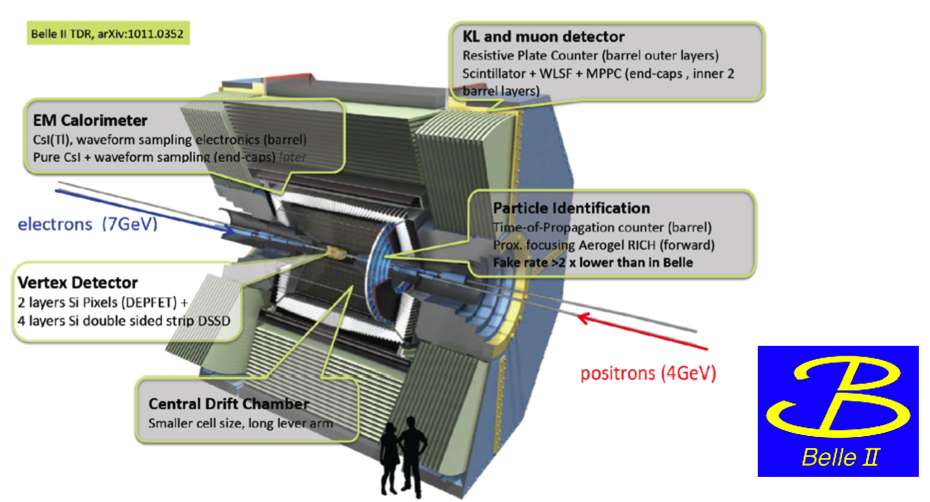 Belle II TDR, arXiv:1011.0352
KL and muon detector
Resistive Plate Counter (barrel outer layers)
Scintillator + WLSF + MPPC (end-caps , inner 2
barrel layers)
EM Calorimeter
CsI(Tl), waveform sampling electronics (barrel)
Pure CsI + waveform sampling (end-caps) later
electrons (7GeV)
Particle Identification
Time-of-Propagation counter (barrel)
Prox. focusing Aerogel RICH (forward)
Fake rate >2 x lower than in Belle
Vertex Detector
2 layers Si Pixels (DEPFET) +
4 layers Si double sided strip DSSD
positrons (4GeV)
Central Drift Chamber
Smaller cell size, long lever arm
B
Belle II